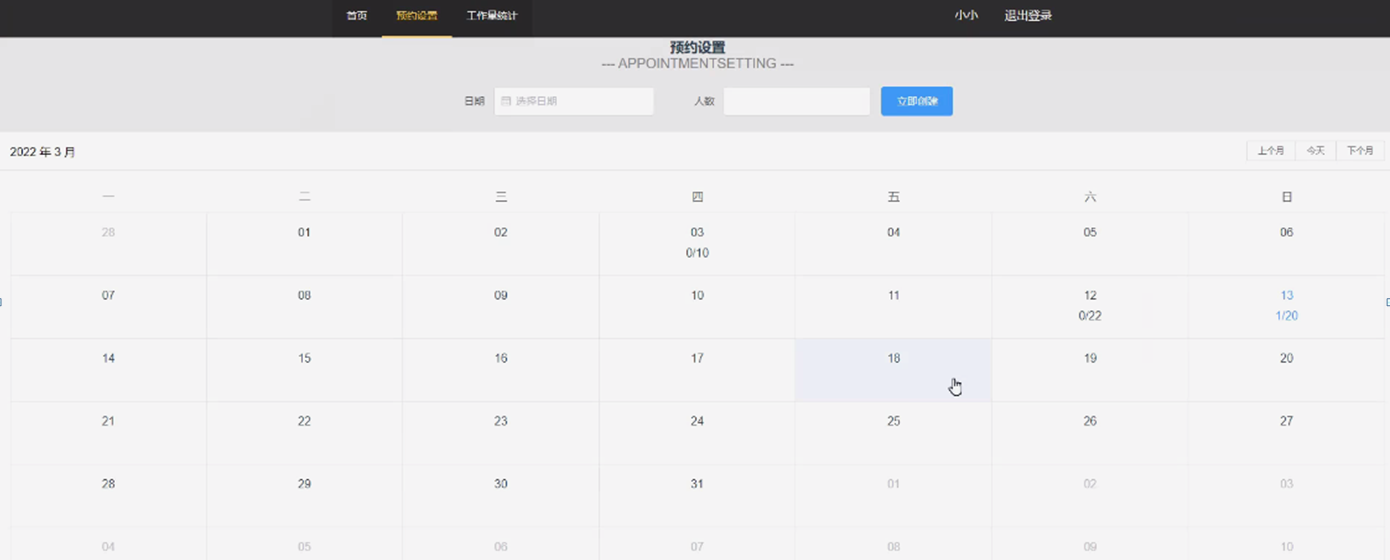 首页 预约设置 工作量统计 小小 退出登录
预约设置
--- APPOINTMENTSETTING ---
日期 选择日期 人数 立即创建
2022 年 3 月 上个月 今天 下个月
一 二 三 四 五 六 日
28 01 02 03 04 05 06
0/10
07 08 09 10 11 12 13
0/22 1/20
14 15 16 17 18 19 20
21 22 23 24 25 26 27
28 29 30 31 01 02 03
04 05 06 07 08 09 10